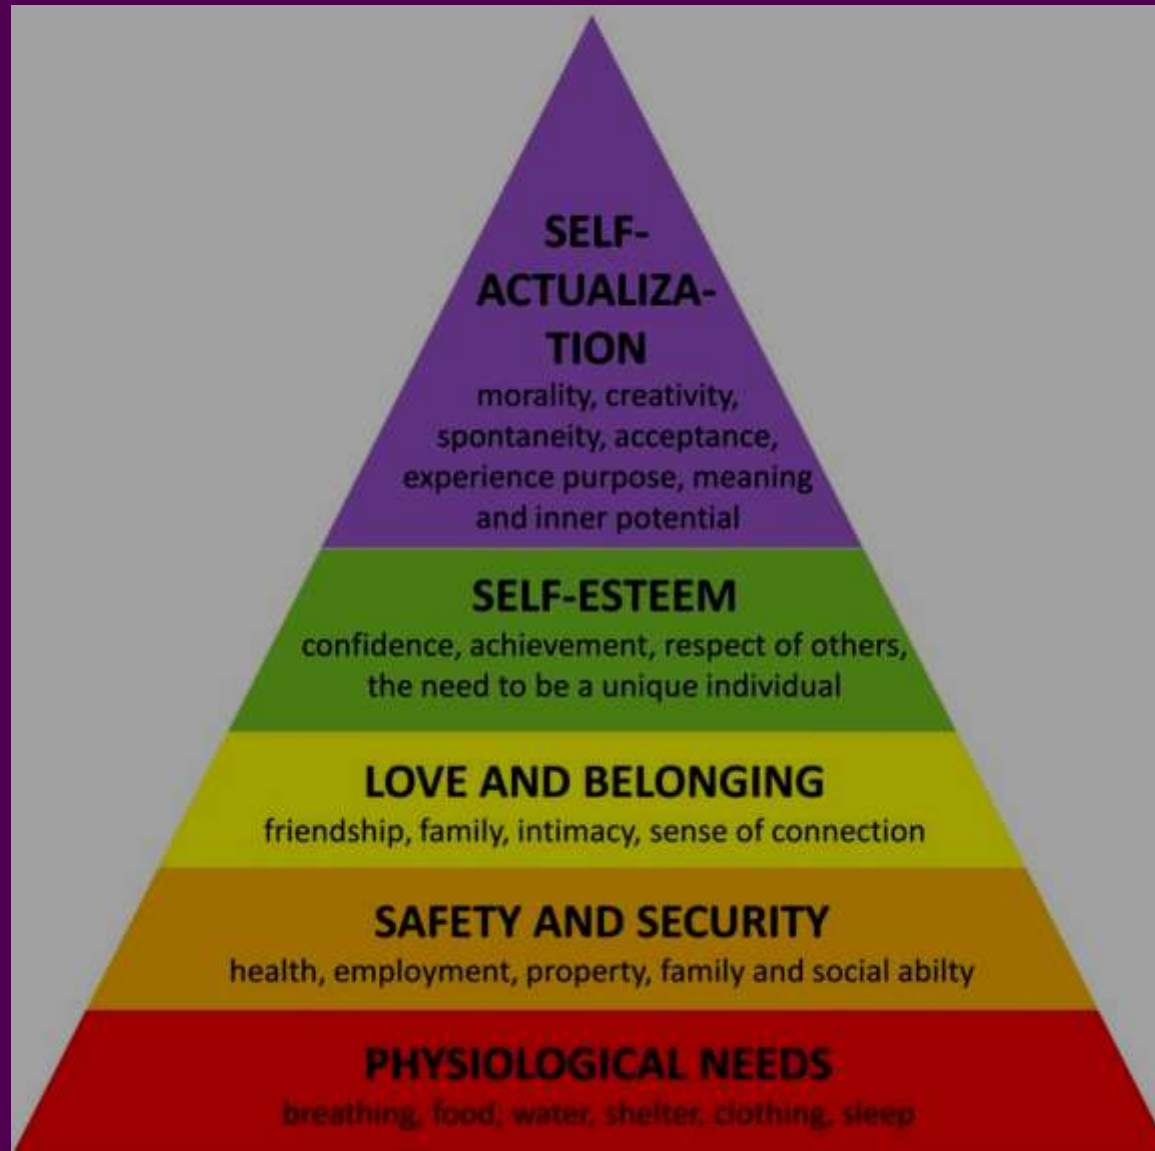 SELF-
ACTUALIZA-
TION
morality, creativity,
spontaneity, acceptance,
experience purpose, meaning
and inner potential
SELF-ESTEEM
confidence, achievement, respect of others,
the need to be a unique individual
LOVE AND BELONGING
friendship, family, intimacy, sense of connection
SAFETY AND SECURITY
health, employment, property, family and social abilty
PHYSIOLOGICAL NEEDS
breathing, food, water, shelter, clothing, sleep